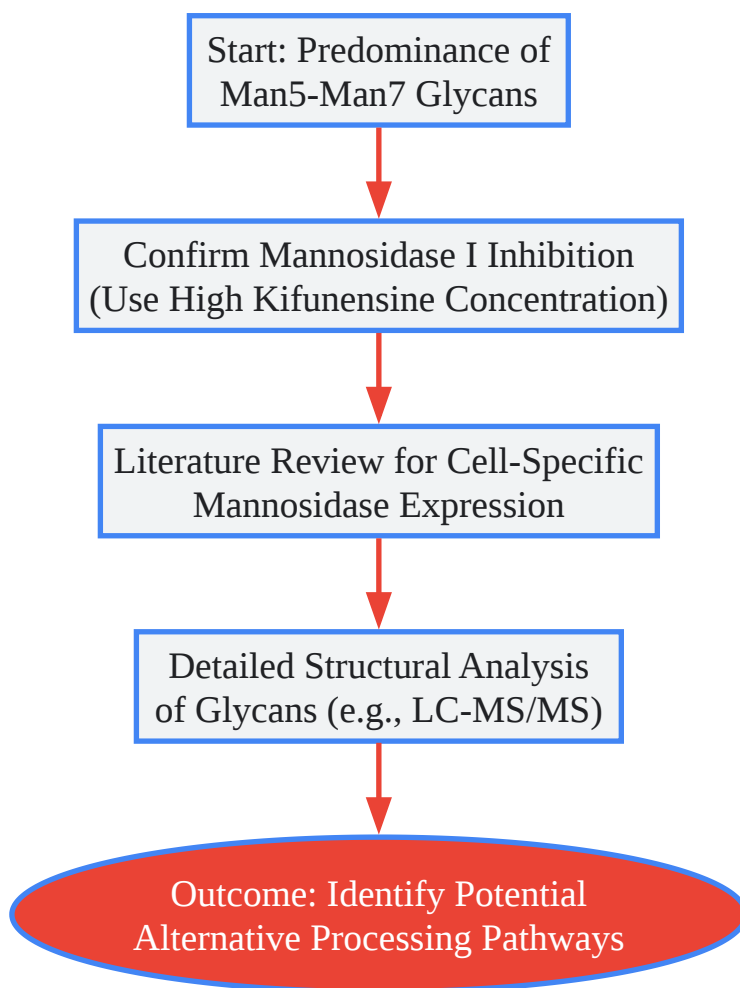 Start: Predominance of
Man5-Man7 Glycans
Confirm Mannosidase I Inhibition
(Use High Kifunensine Concentration)
Literature Review for Cell-Specific
Mannosidase Expression
Detailed Structural Analysis
of Glycans (e.g., LC-MS/MS)
Outcome: Identify Potential
Alternative Processing Pathways